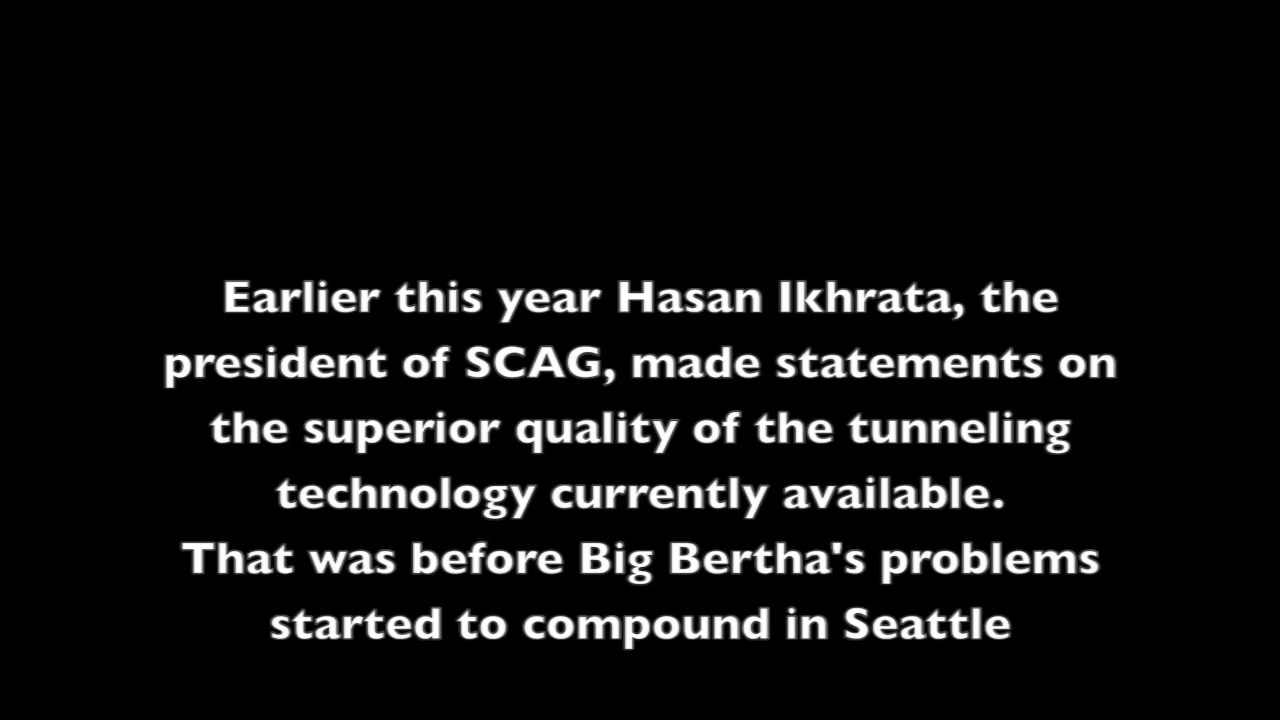 Earlier this year Hasan Ikhrata, the
president of SCAG, made statements on
the superior quality of the tunneling
technology currently available.
That was before Big Bertha's problems
started to compound in Seattle